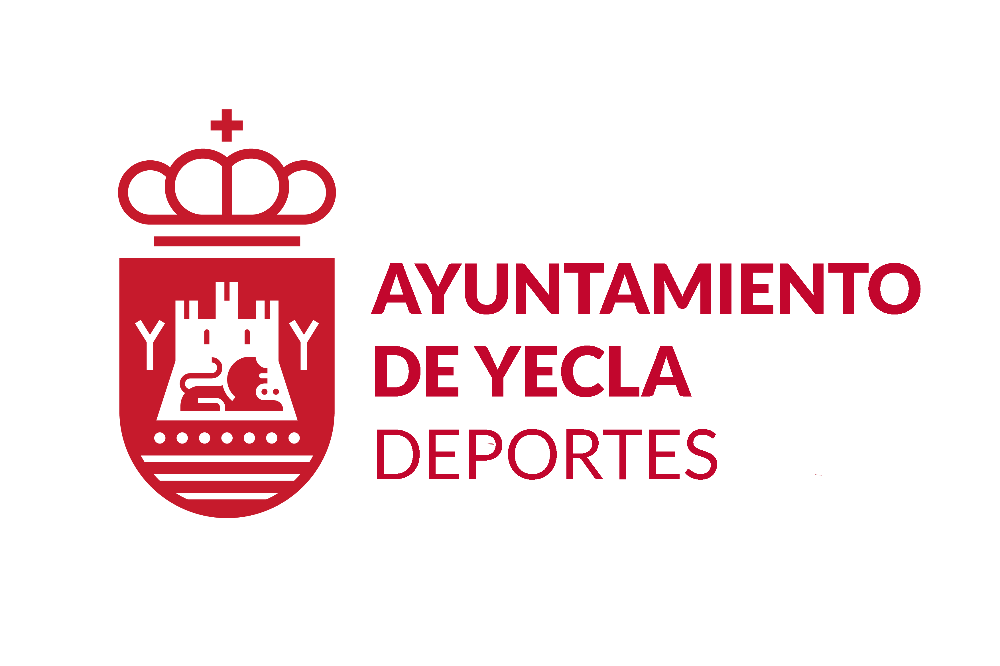 Y Y
AYUNTAMIENTO
DE YECLA
DEPORTES